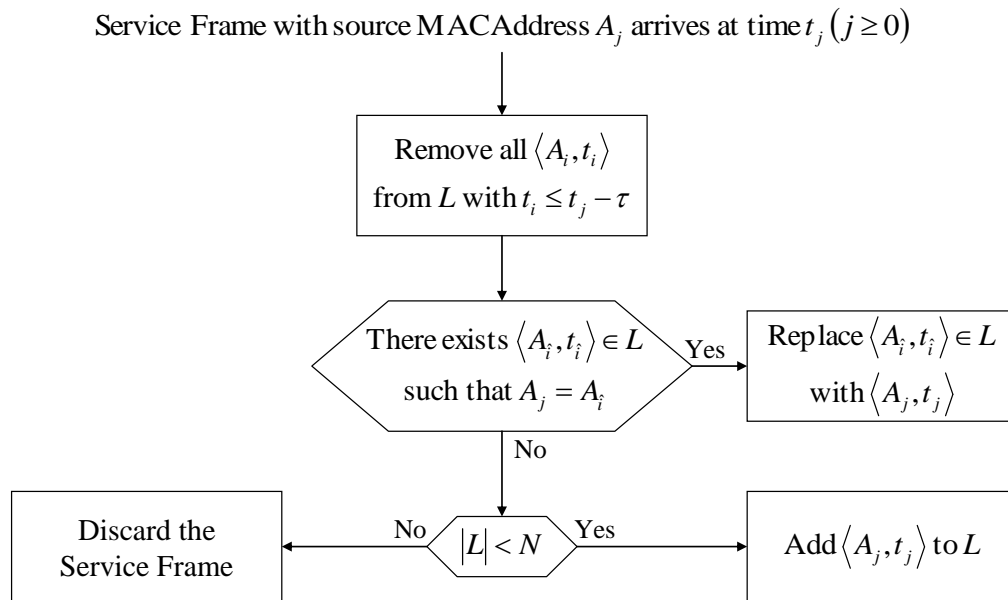 Service Frame with source MACAddress A_j arrives at time t_j (j ≥ 0)
Remove all ⟨A_i, t_i⟩
from L with t_i ≤ t_j − τ
There exists ⟨A_î, t_î⟩ ∈ L
such that A_j = A_î
Yes
Replace ⟨A_î, t_î⟩ ∈ L
with ⟨A_j, t_j⟩
No
Discard the
Service Frame
No
|L| < N
Yes
Add ⟨A_j, t_j⟩ to L